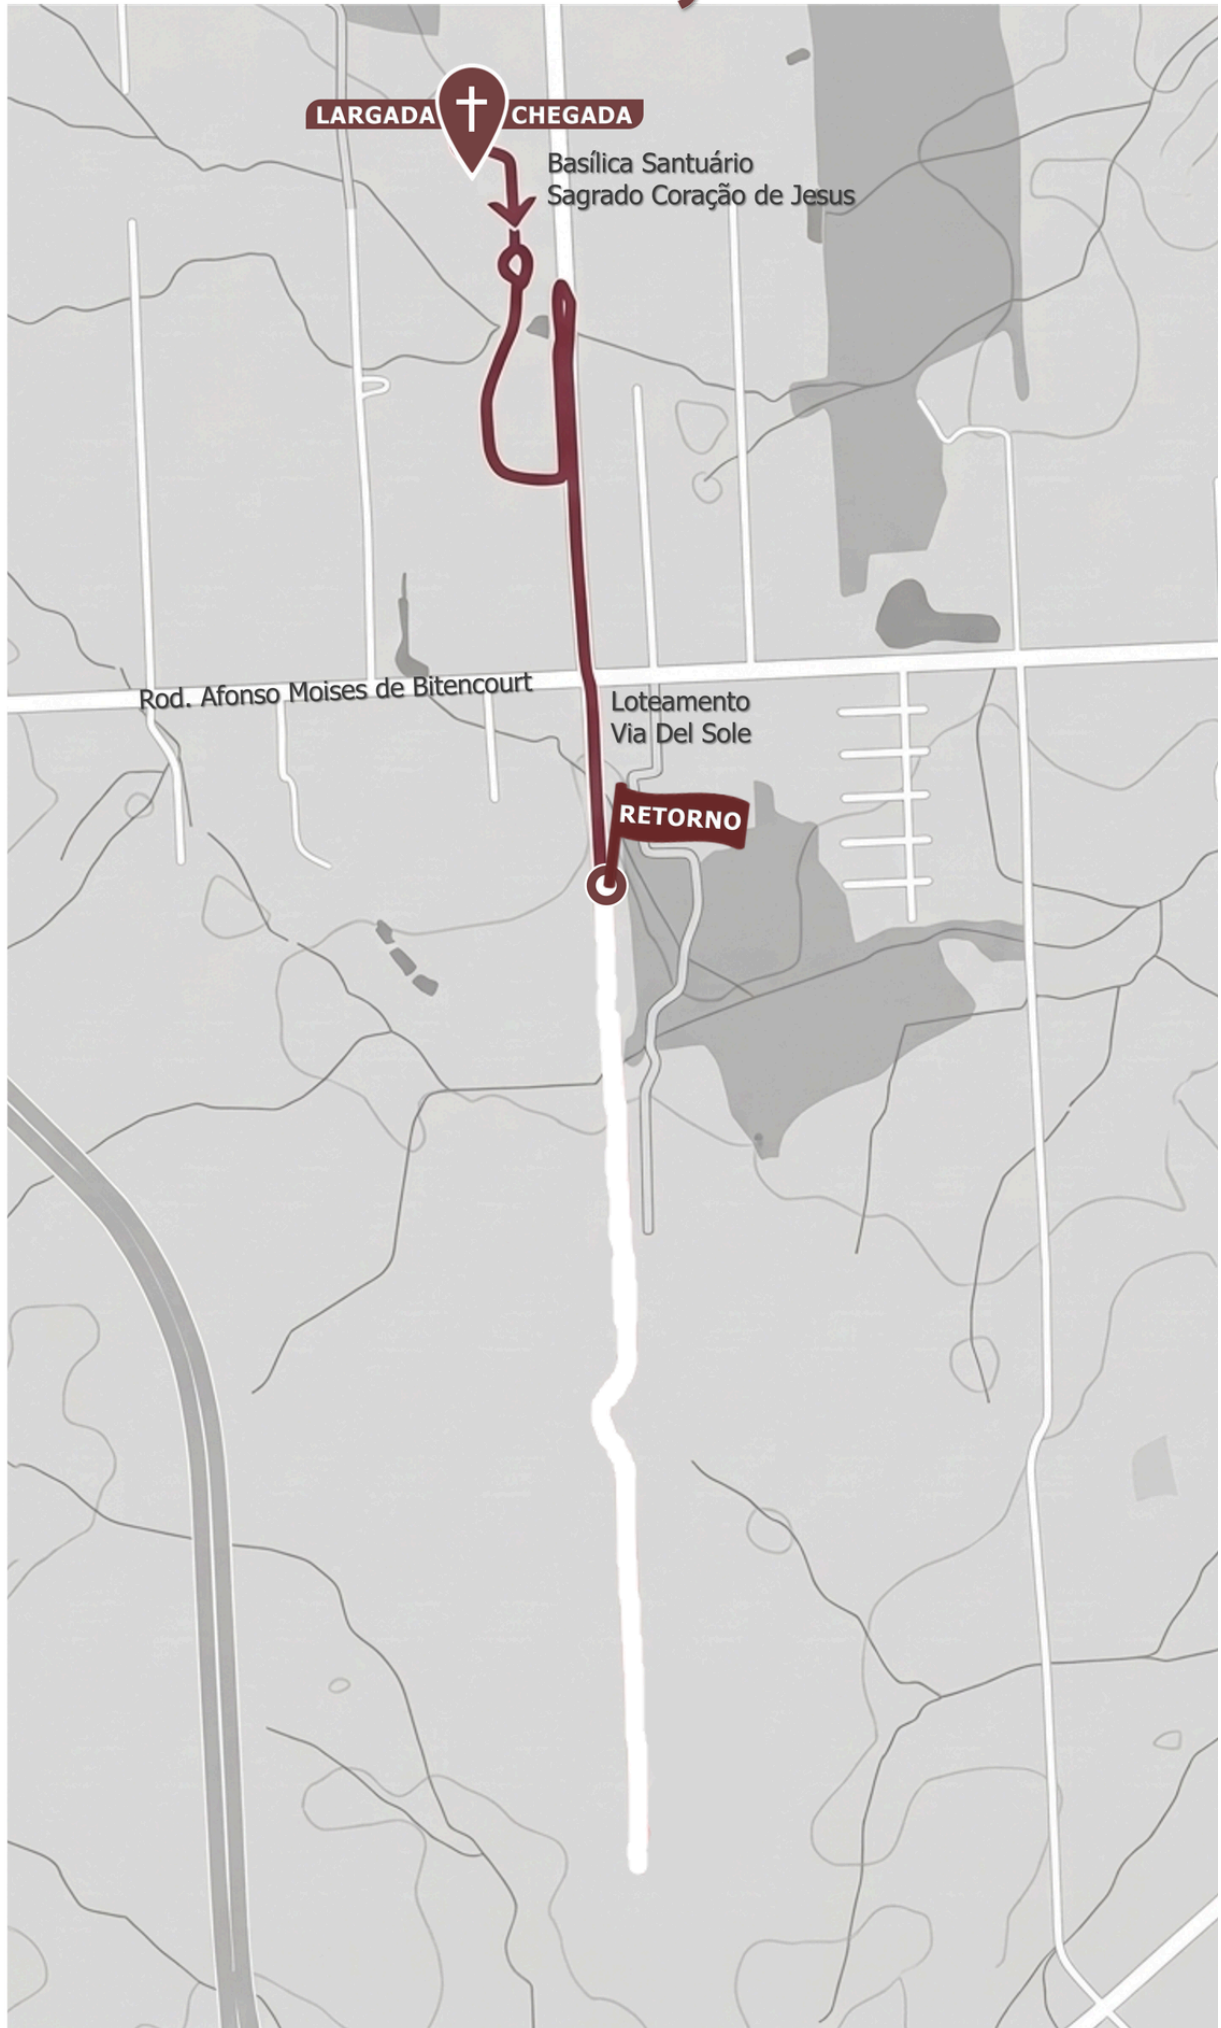 LARGADA CHEGADA
Basílica Santuário
Sagrado Coração de Jesus
Rod. Afonso Moises de Bitencourt
Loteamento
Via Del Sole
RETORNO